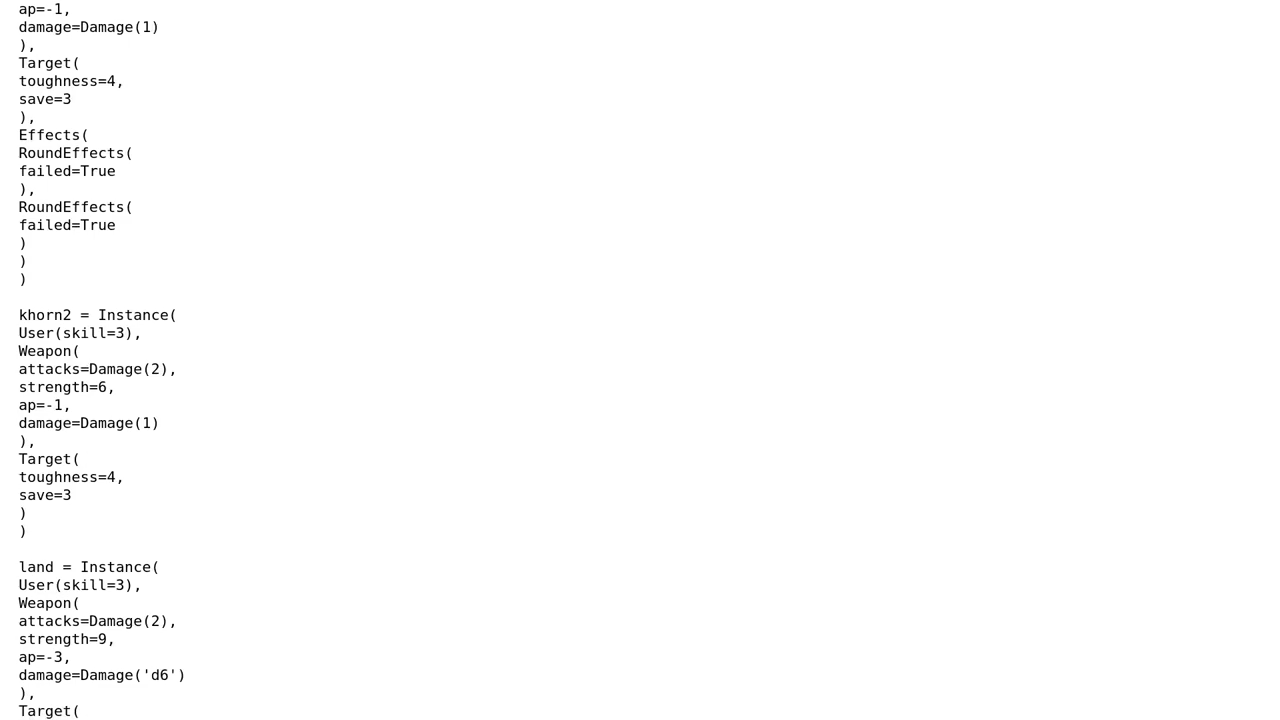 ap=-1,
damage=Damage(1)
),
Target(
toughness=4,
save=3
),
Effects(
RoundEffects(
failed=True
),
RoundEffects(
failed=True
)
)
)

khorn2 = Instance(
User(skill=3),
Weapon(
attacks=Damage(2),
strength=6,
ap=-1,
damage=Damage(1)
),
Target(
toughness=4,
save=3
)
)

land = Instance(
User(skill=3),
Weapon(
attacks=Damage(2),
strength=9,
ap=-3,
damage=Damage('d6')
),
Target(